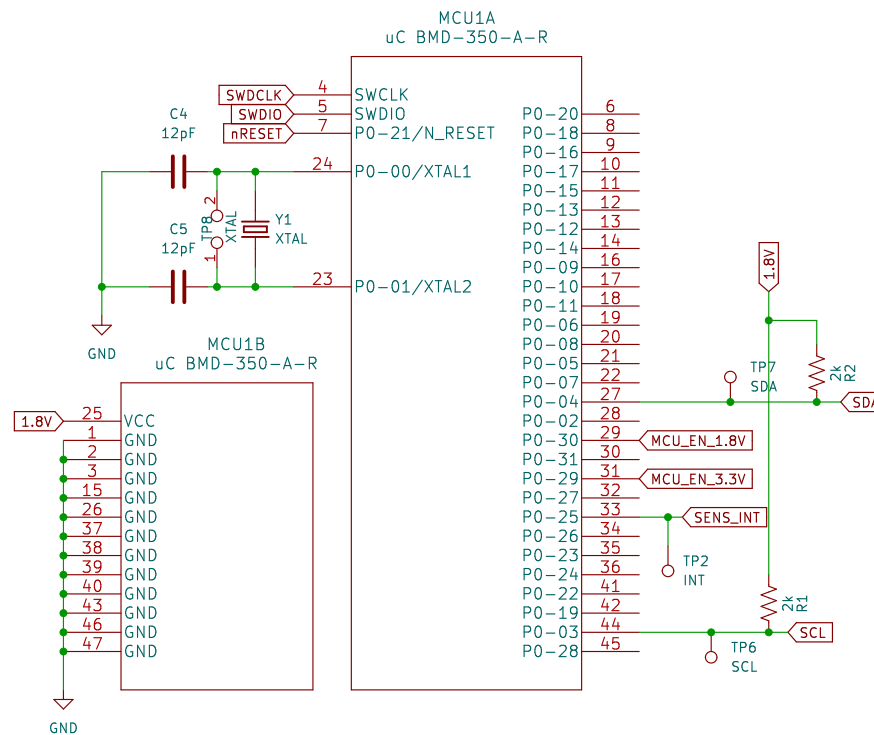 MCU1A
uC BMD-350-A-R
SWDCLK 4 SWCLK
SWDIO 5 SWDIO
nRESET 7 P0-21/N_RESET
24 P0-00/XTAL1
23 P0-01/XTAL2
C4
12pF
C5
12pF
2
TP8
XTAL
1
Y1
XTAL
GND
P0-20 6
P0-18 8
P0-16 9
P0-17 10
P0-15 11
P0-13 12
P0-12 13
P0-14 14
P0-09 16
P0-10 17
P0-11 18
P0-06 19
P0-08 20
P0-05 21
P0-07 22
P0-04 27
P0-02 28
P0-30 29 MCU_EN_1.8V
P0-31 30
P0-29 31 MCU_EN_3.3V
P0-27 32
P0-25 33 SENS_INT
P0-26 34
P0-23 35
P0-24 36
P0-22 41
P0-19 42
P0-03 44 SCL
P0-28 45
1.8V
TP7
SDA
2k
R2
SDA
TP2
INT
2k
R1
TP6
SCL
MCU1B
uC BMD-350-A-R
1.8V 25 VCC
1 GND
2 GND
3 GND
15 GND
26 GND
37 GND
38 GND
39 GND
40 GND
43 GND
46 GND
47 GND
GND